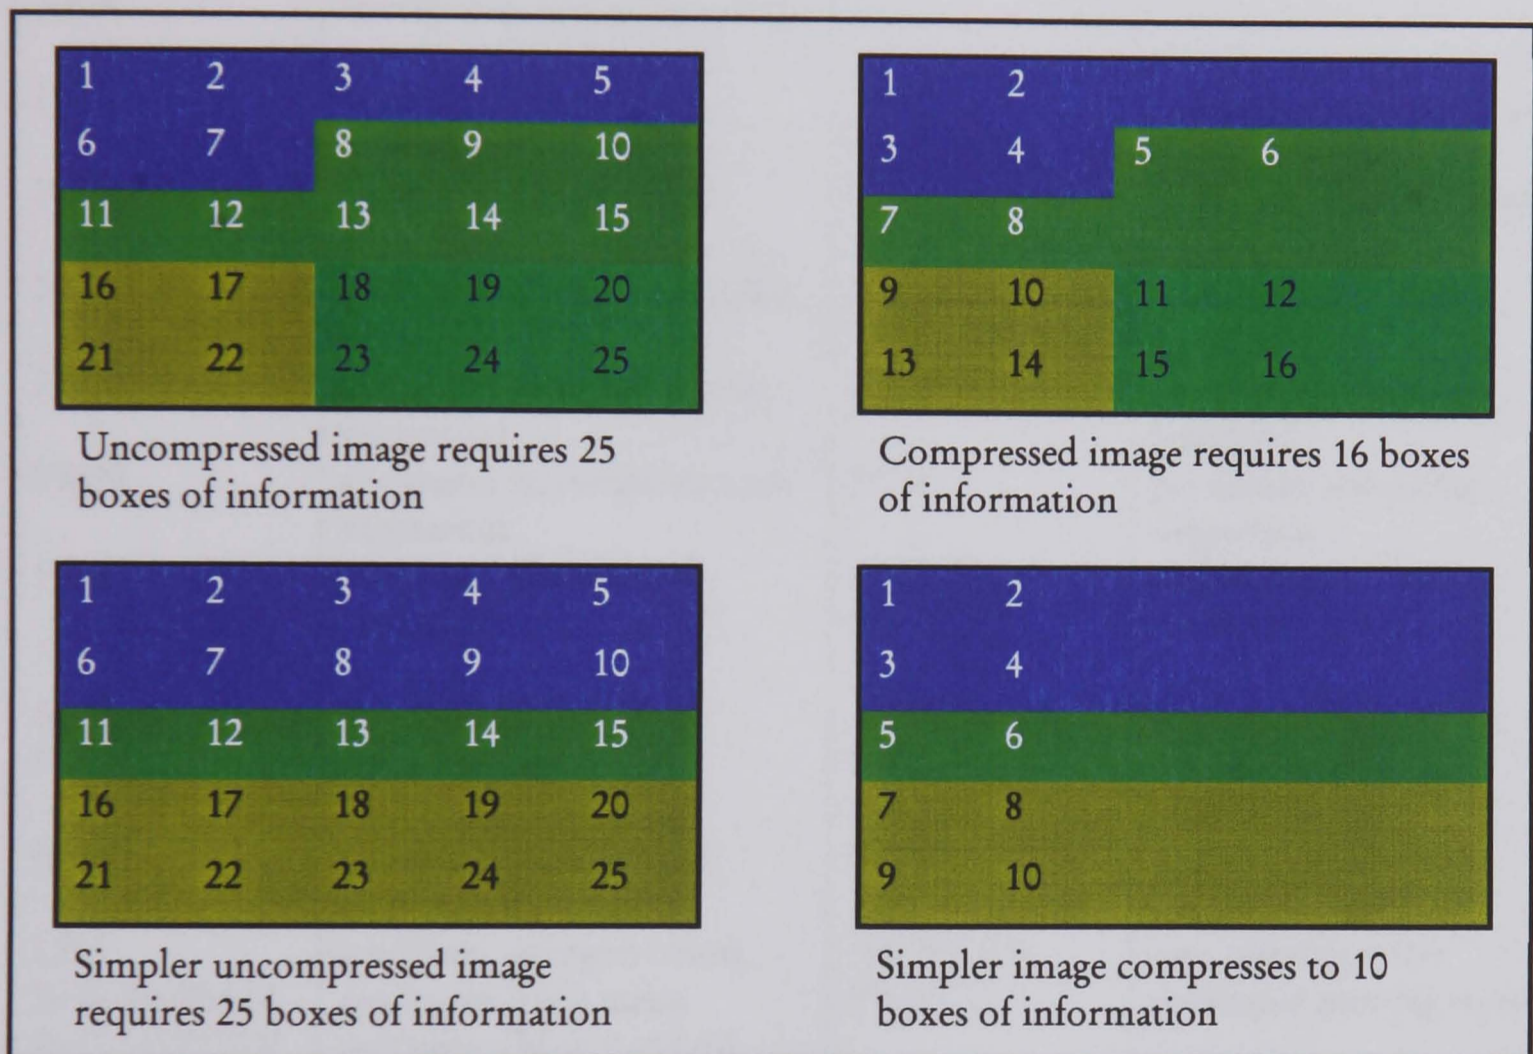 1 2 3 4 5
6 7 8 9 10
11 12 13 14 15
16 17 18 19 20
21 22 23 24 25
Uncompressed image requires 25
boxes of information
1 2
3 4 5 6
7 8
9 10 11 12
13 14 15 16
Compressed image requires 16 boxes
of information
1 2 3 4 5
6 7 8 9 10
11 12 13 14 15
16 17 18 19 20
21 22 23 24 25
Simpler uncompressed image
requires 25 boxes of information
1 2
3 4
5 6
7 8
9 10
Simpler image compresses to 10
boxes of information